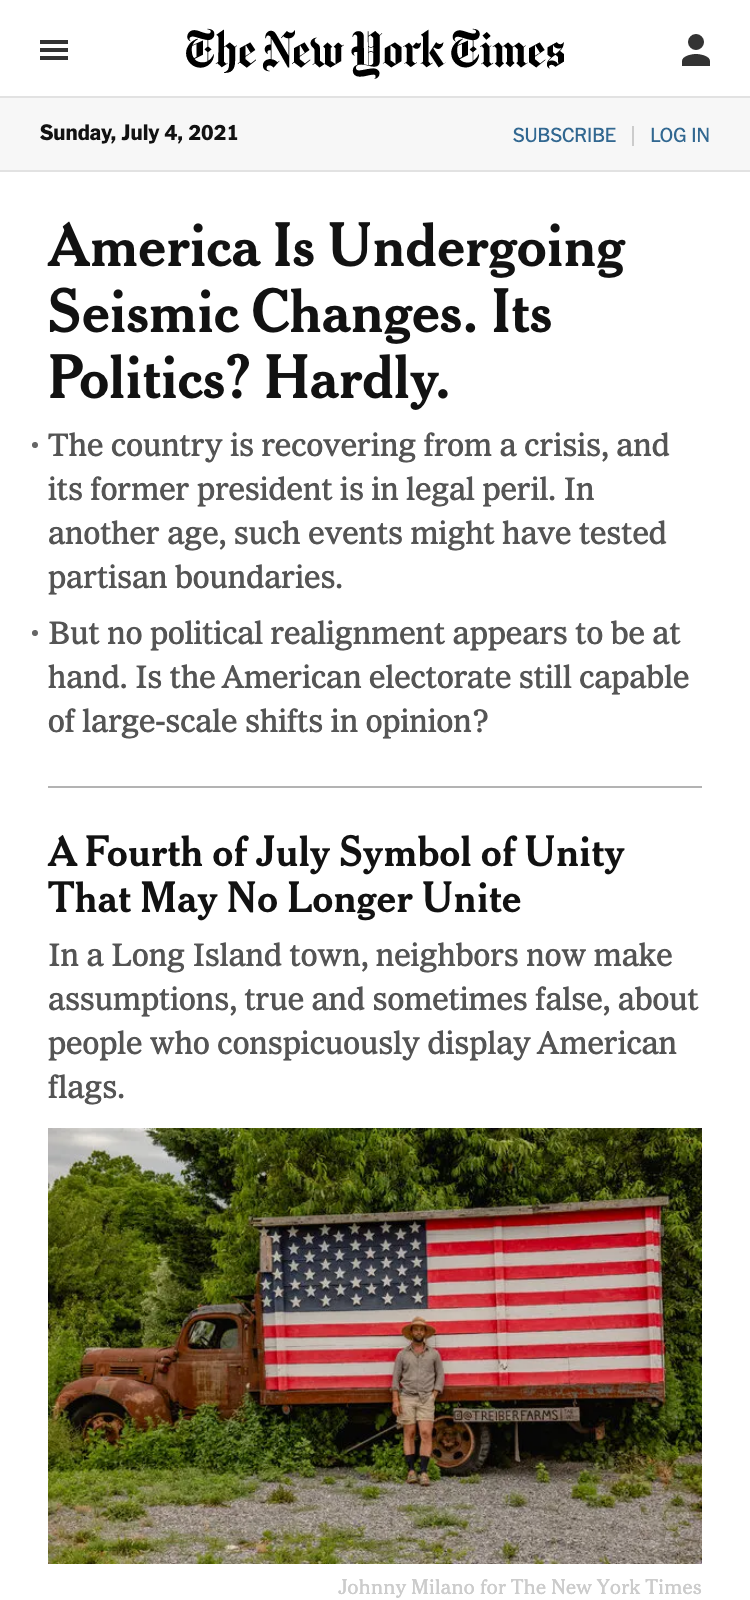 The New York Times
Sunday, July 4, 2021
SUBSCRIBE | LOG IN
America Is Undergoing
Seismic Changes. Its
Politics? Hardly.
• The country is recovering from a crisis, and
its former president is in legal peril. In
another age, such events might have tested
partisan boundaries.
• But no political realignment appears to be at
hand. Is the American electorate still capable
of large-scale shifts in opinion?
A Fourth of July Symbol of Unity
That May No Longer Unite
In a Long Island town, neighbors now make
assumptions, true and sometimes false, about
people who conspicuously display American
flags.
@TREIBERFARMS
Johnny Milano for The New York Times